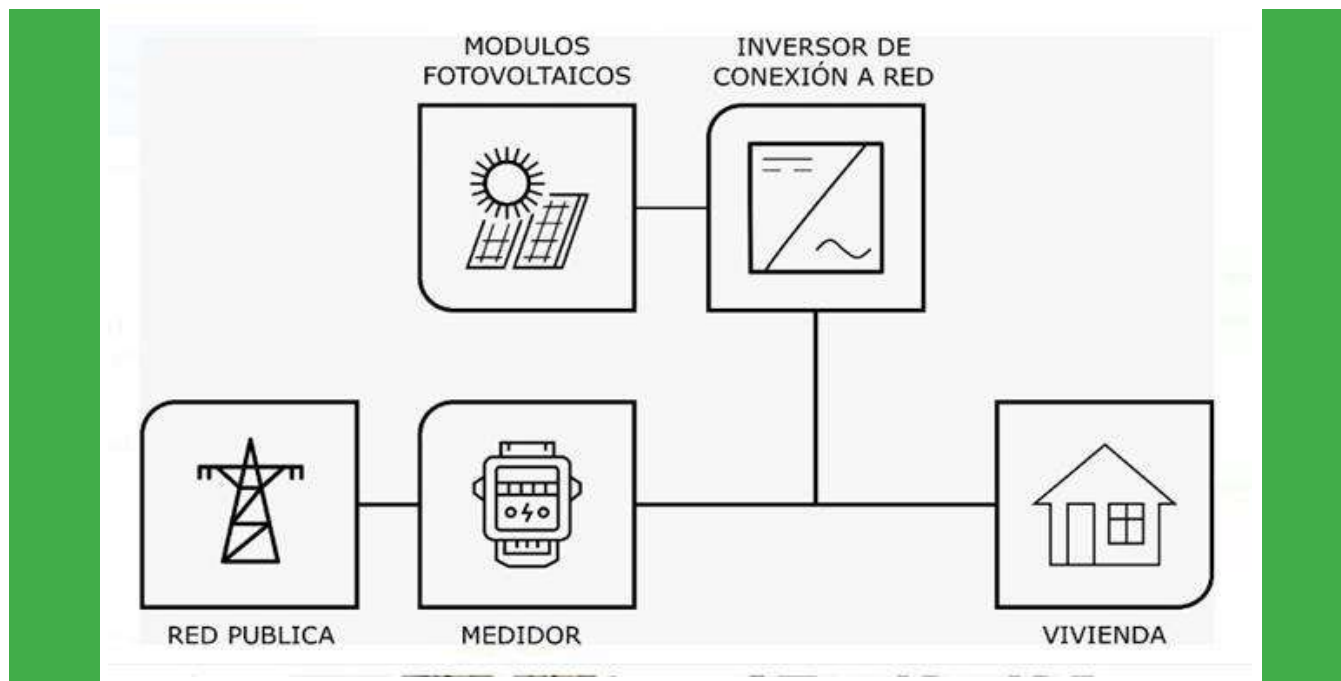 MODULOS
FOTOVOLTAICOS
INVERSOR DE
CONEXIÓN A RED
RED PUBLICA
MEDIDOR
VIVIENDA